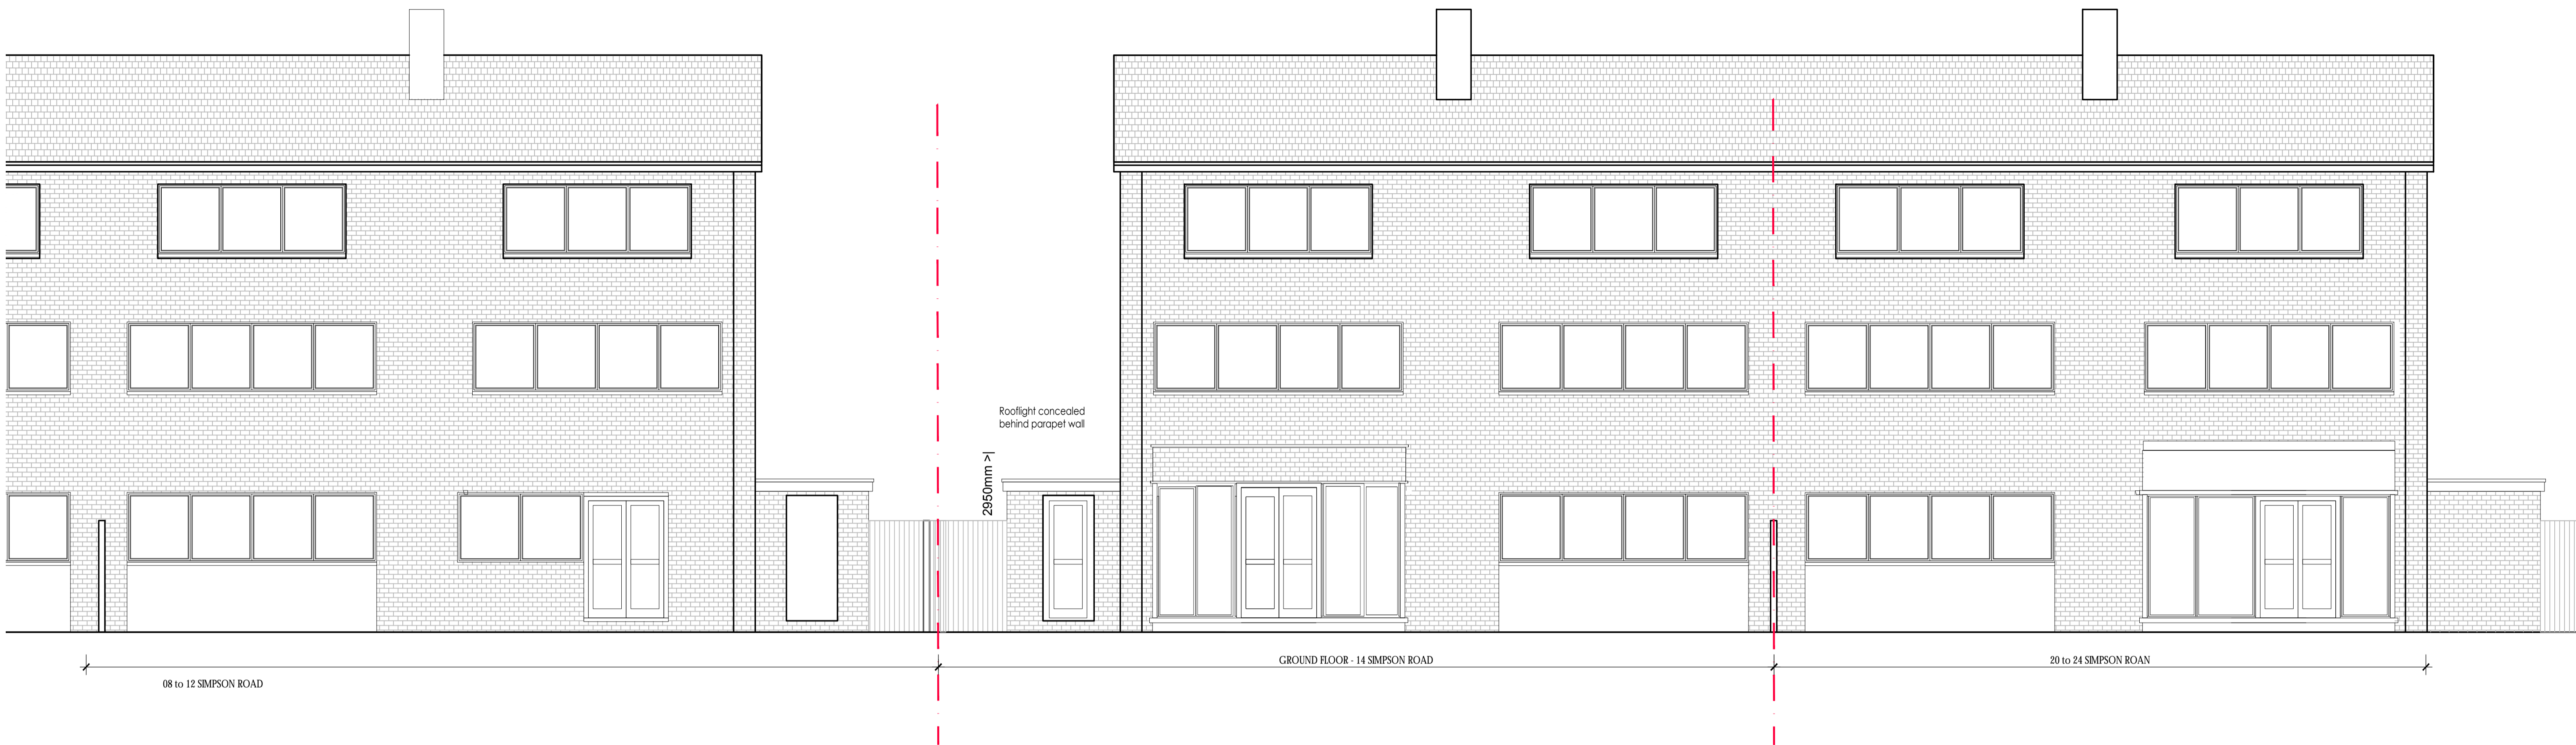 Rooflight concealed
behind parapet wall
2950mm >|
GROUND FLOOR - 14 SIMPSON ROAD
20 to 24 SIMPSON ROAN
08 to 12 SIMPSON ROAD